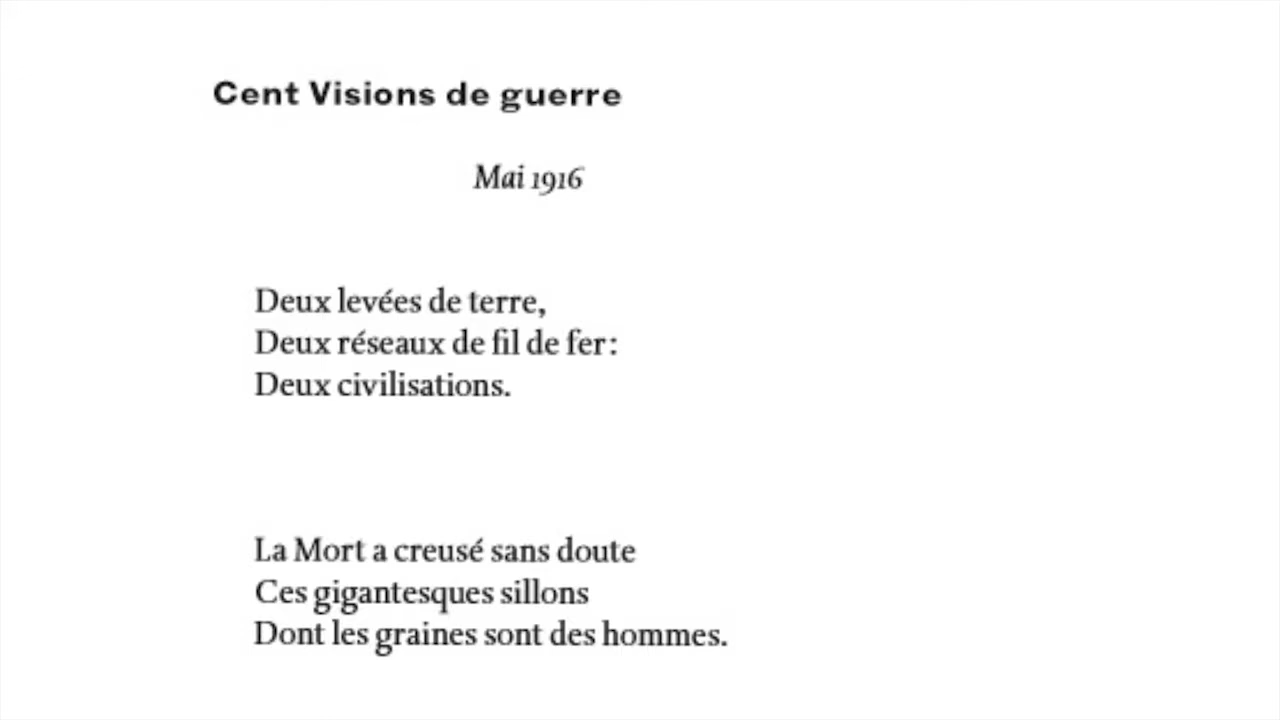 Cent Visions de guerre
Mai 1916
Deux levées de terre,
Deux réseaux de fil de fer :
Deux civilisations.
La Mort a creusé sans doute
Ces gigantesques sillons
Dont les graines sont des hommes.